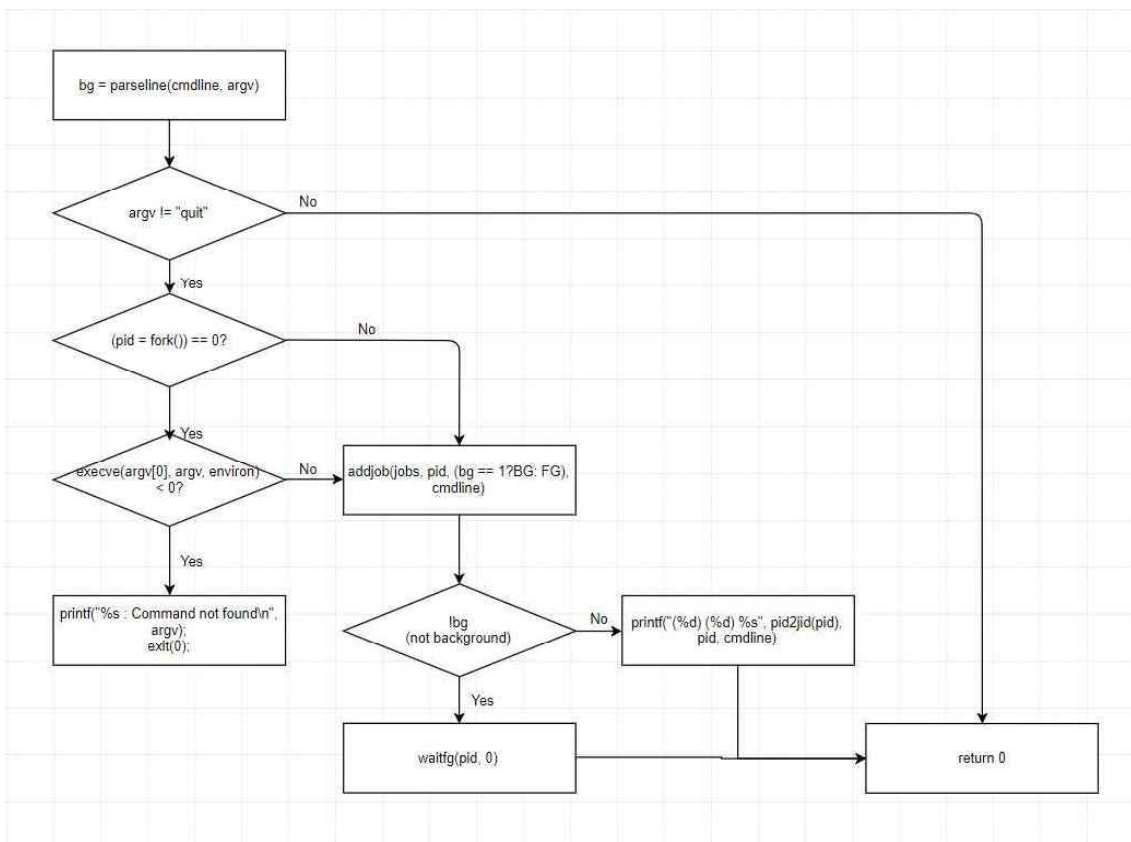 bg = parseline(cmdline, argv)
argv != "quit"
No
Yes
(pid = fork()) == 0?
No
Yes
execve(argv[0], argv, environ)
< 0?
No
addjob(jobs, pid, (bg == 1?BG: FG),
cmdline)
Yes
printf("%s : Command not found\n",
argv);
exit(0);
!bg
(not background)
No
printf("(%d) (%d) %s", pid2jid(pid),
pid, cmdline)
Yes
waitfg(pid, 0)
return 0